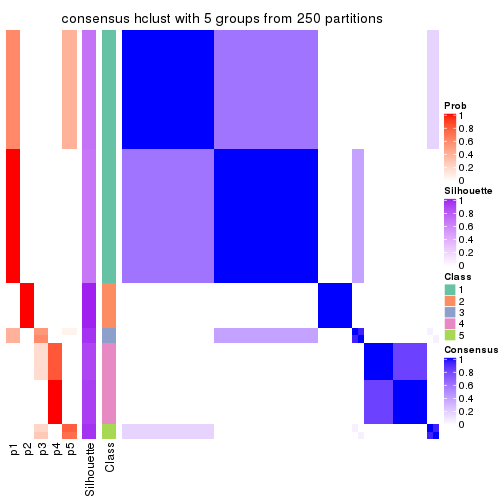 consensus hclust with 5 groups from 250 partitions
Prob
1
0.8
0.6
0.4
0.2
0
Silhouette
1
0.8
0.6
0.4
0.2
0
Class
1
2
3
4
5
Consensus
1
0.8
0.6
0.4
0.2
0
p1
p2
p3
p4
p5
Silhouette
Class